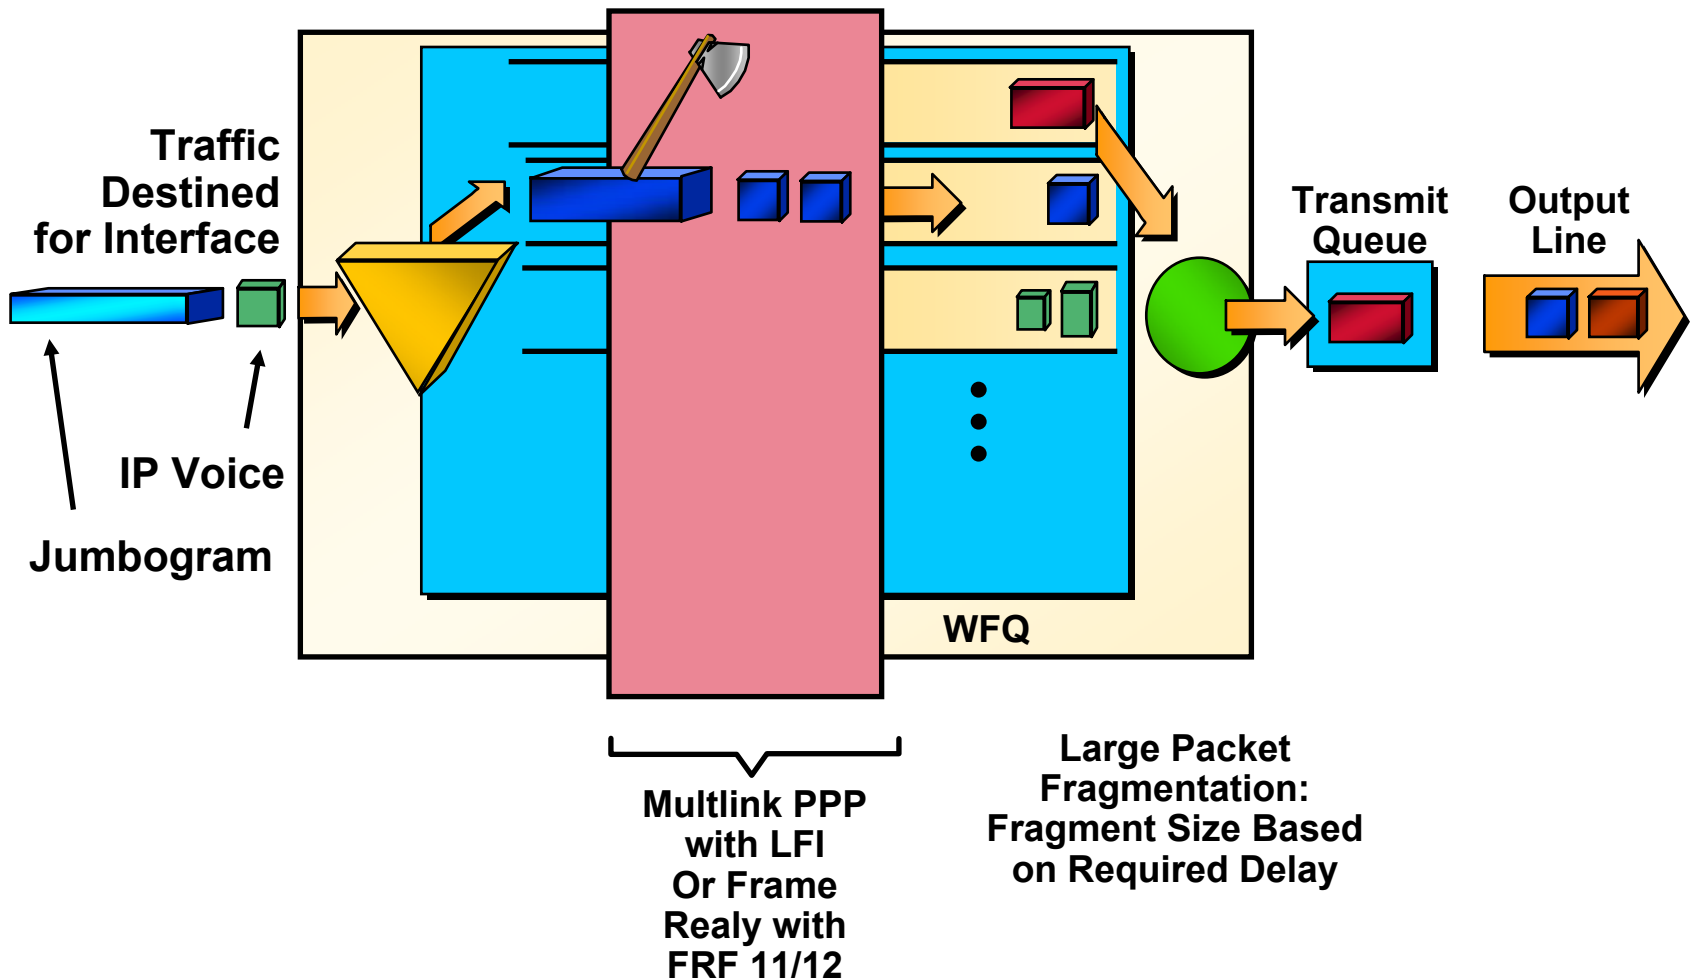 Traffic
Destined
for Interface
IP Voice
Jumbogram
WFQ
Transmit
Queue
Output
Line
Multlink PPP
with LFI
Or Frame
Realy with
FRF 11/12
Large Packet
Fragmentation:
Fragment Size Based
on Required Delay